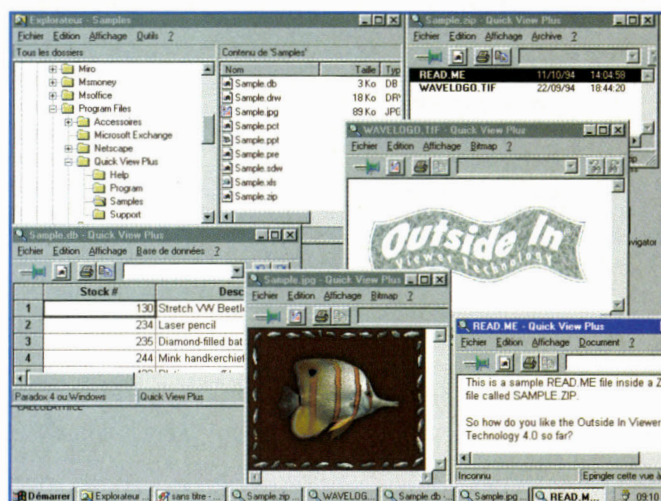 Explorateur - Samples
Fichier Edition Affichage Outils ?
Tous les dossiers
Contenu de 'Samples'
Miro
Msmoney
Msoffice
Program Files
Accessoires
Microsoft Exchange
Netscape
Quick View Plus
Help
Program
Samples
Support
Nom Taille Typ
Sample.db 3 Ko DB
Sample.drw 18 Ko
Sample.jpg 89 Ko JPG
Sample.pct
Sample.ppt
Sample.pre
Sample.sdw
Sample.xls
Sample.zip
Sample.zip - Quick View Plus
Fichier Edition Affichage Archive ?
READ.ME 11/10/94 14:04:58
WAVELOGO.TIF 22/09/94 18:44:20
WAVELOGO.TIF - Quick View Plus
Fichier Edition Affichage Bitmap ?
Outside In
Viewer Technology
vigator
Sample.db - Quick View Plus
Fichier Edition Affichage Base de données ?
Stock # Desc
1 130 Stretch VW Beetl
2 234 Laser pencil
3 235 Diamond-filled bat
4 244 Mink handkerchief
Paradox 4 ou Windows Quick View Plus
CALCULATRICE
Sample.jpg - Quick View Plus
Fichier Edition Affichage Bitmap ?
READ.ME - Quick View Plus
Fichier Edition Affichage Document ?
This is a sample READ.ME file inside a Z
file called SAMPLE.ZIP.
So how do you like the Outside In Viewer
Technology 4.0 so far?
Inconnu Epingler cette vue à
Démarrer Explorateur ... sans titre - ... Sample.zip ... WAVELOG... Sample.db -... Sample.jpg ... READ.M... 09: